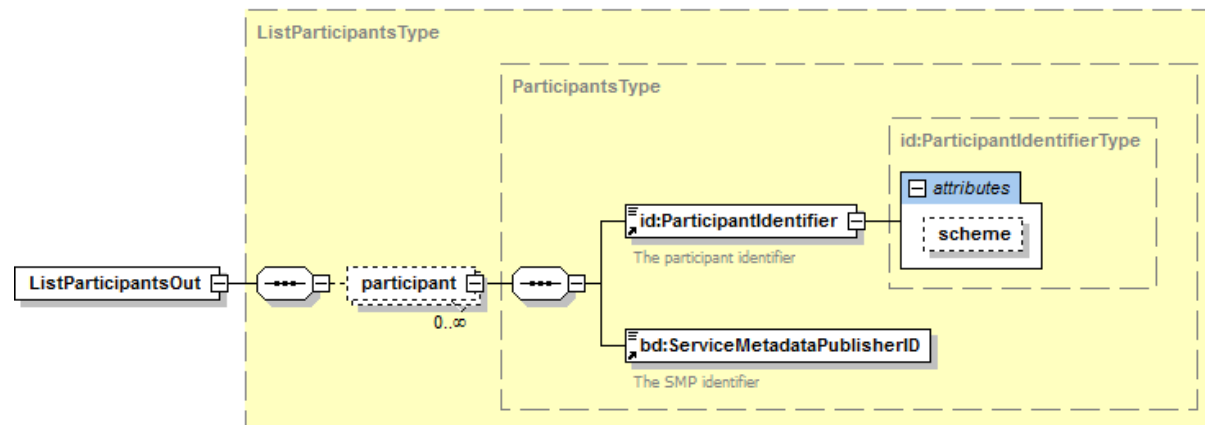 ListParticipantsType
ParticipantsType
id:ParticipantIdentifierType
attributes
id:ParticipantIdentifier
scheme
The participant identifier
ListParticipantsOut
participant
0..∞
bd:ServiceMetadataPublisherID
The SMP identifier